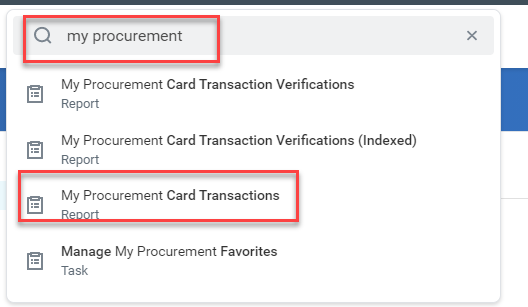 my procurement
My Procurement Card Transaction Verifications
Report
My Procurement Card Transaction Verifications (Indexed)
Report
My Procurement Card Transactions
Report
Manage My Procurement Favorites
Task